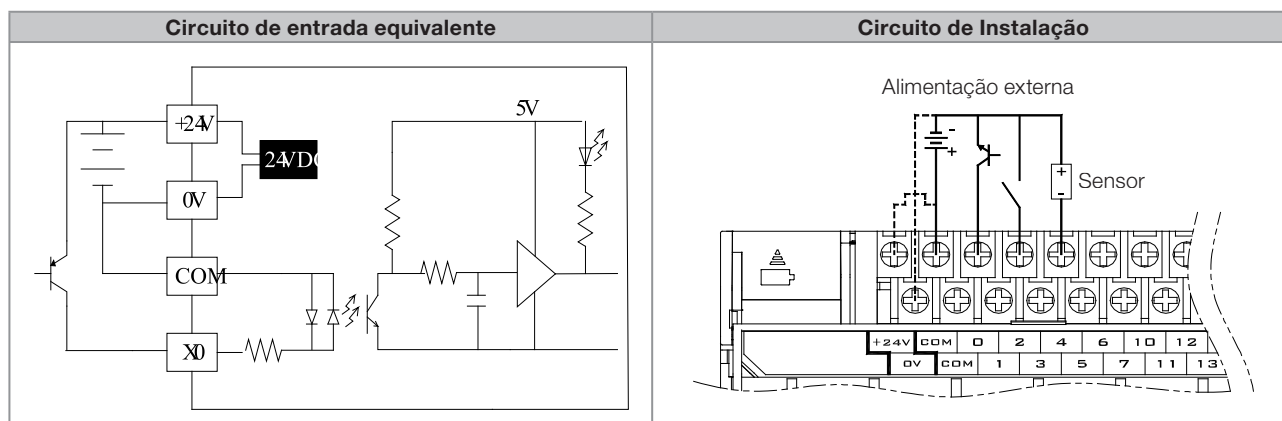 Circuito de entrada equivalente
Circuito de Instalação
+24V
24VDC
0V
COM
X0
5V
Alimentação externa
-
+
+
-
Sensor
+24V COM 0 2 4 6 10 12
0V COM 1 3 5 7 11 13